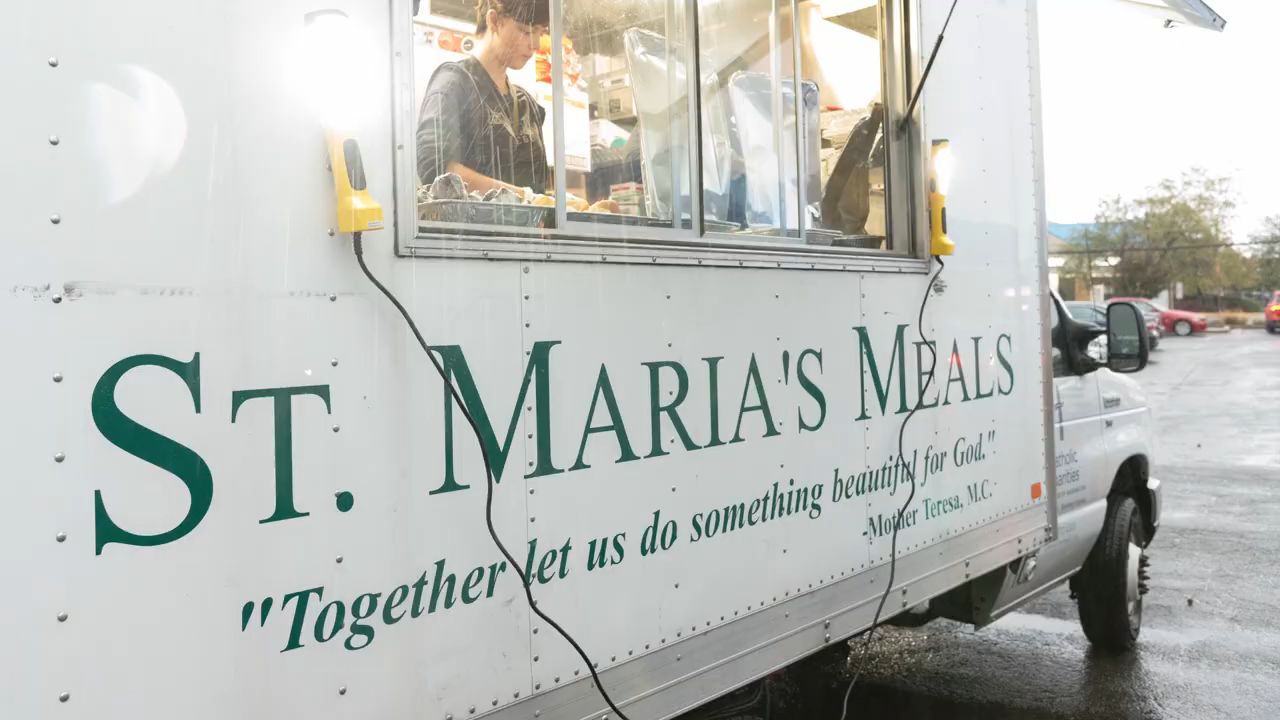 ST. MARIA'S MEALS
"Together let us do something beautiful for God."
-Mother Teresa, M.C.